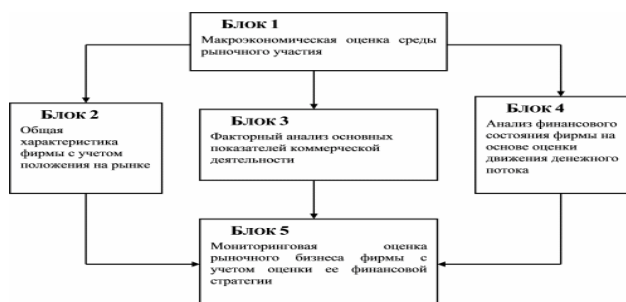 Блок 1
Макроэкономическая оценка среды
рыночного участия
Блок 2
Общая
характеристика
фирмы с учетом
положения на рынке
Блок 3
Факторный анализ основных
показателей коммерческой
деятельности
Блок 4
Анализ финансового
состояния фирмы на
основе оценки
движения денежного
потока
Блок 5
Мониторинговая оценка
рыночного бизнеса фирмы с
учетом оценки ее финансовой
стратегии